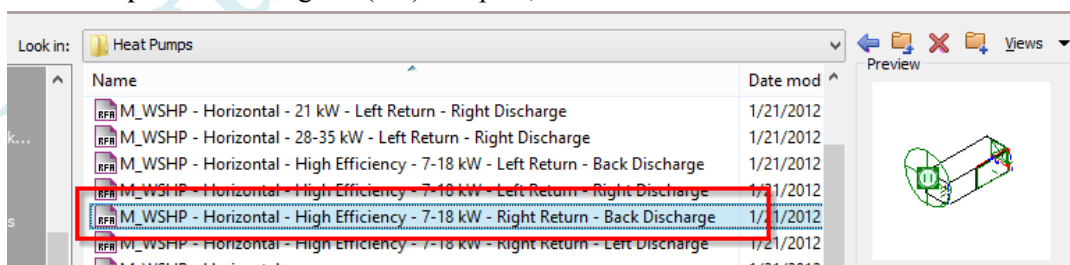 Look in: Heat Pumps Views
Preview
Name Date mod
M_WSHP - Horizontal - 21 kW - Left Return - Right Discharge 1/21/2012
k... M_WSHP - Horizontal - 28-35 kW - Left Return - Right Discharge 1/21/2012
M_WSHP - Horizontal - High Efficiency - 7-18 kW - Left Return - Back Discharge 1/21/2012
M_WSHP - Horizontal - High Efficiency - 7-18 kW - Left Return - Right Discharge 1/21/2012
s RFA M_WSHP - Horizontal - High Efficiency - 7-18 kW - Right Return - Back Discharge 1/21/2012
M_WSHP - Horizontal - High Efficiency - 7-18 kW - Right Return - Left Discharge 1/21/2012